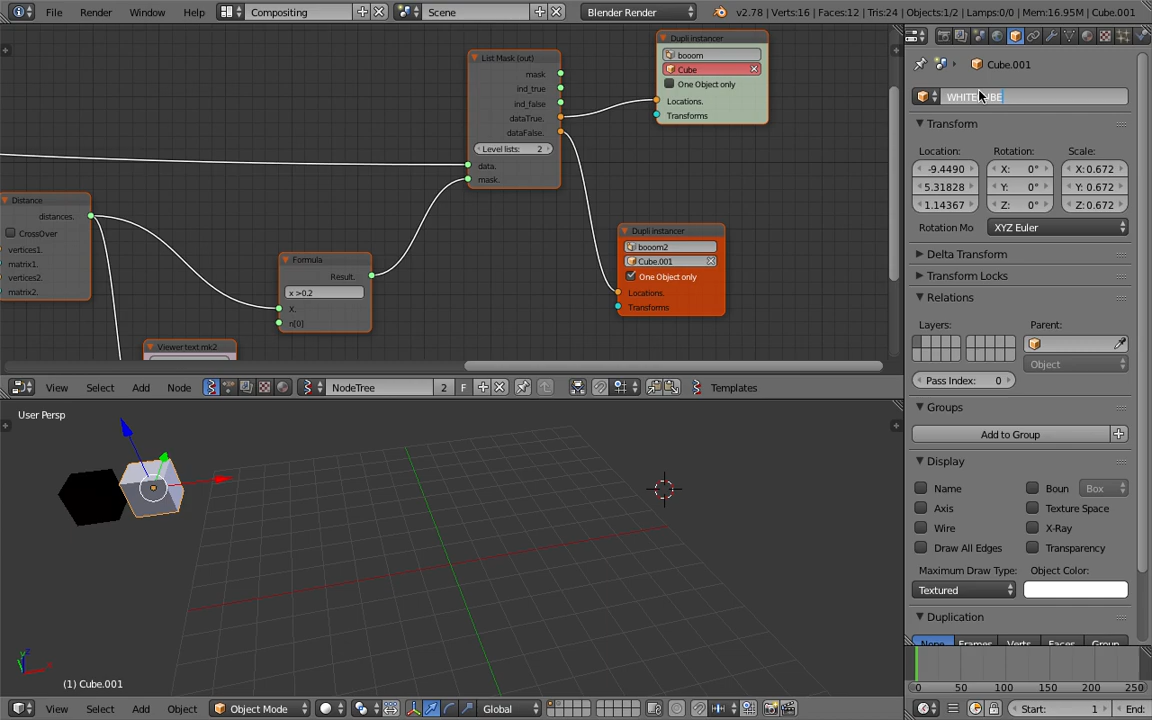 File Render Window Help Compositing Scene Blender Render v2.78 | Verts:16 | Faces:12 | Tris:24 | Objects:1/2 | Lamps:0/0 | Mem:16.95M | Cube.001
List Mask (out)
mask
ind_true
ind_false
dataTrue.
dataFalse.
Level lists: 2
data.
mask.
Dupli instancer
booom
Cube
One Object only
Locations.
Transforms
Distance
distances.
CrossOver
vertices1.
matrix1.
vertices2.
matrix2.
Formula
Result.
x >0.2
X.
n[0]
Dupli instancer
booom2
Cube.001
One Object only
Locations.
Transforms
Viewer text mk2
View Select Add Node NodeTree 2 F Templates
User Persp
(1) Cube.001
View Select Add Object Object Mode Global
Cube.001
Transform
Location: Rotation: Scale:
-9.4490 X: 0° X: 0.672
5.31828 Y: 0° Y: 0.672
1.14367 Z: 0° Z: 0.672
Rotation Mo XYZ Euler
Delta Transform
Transform Locks
Relations
Layers: Parent:
Object
Pass Index: 0
Groups
Add to Group
Display
Name Boun Box
Axis Texture Space
Wire X-Ray
Draw All Edges Transparency
Maximum Draw Type: Object Color:
Textured
Duplication
None Frames Verts Faces Group
0 50 100 150 200 250
Start: 1 End: